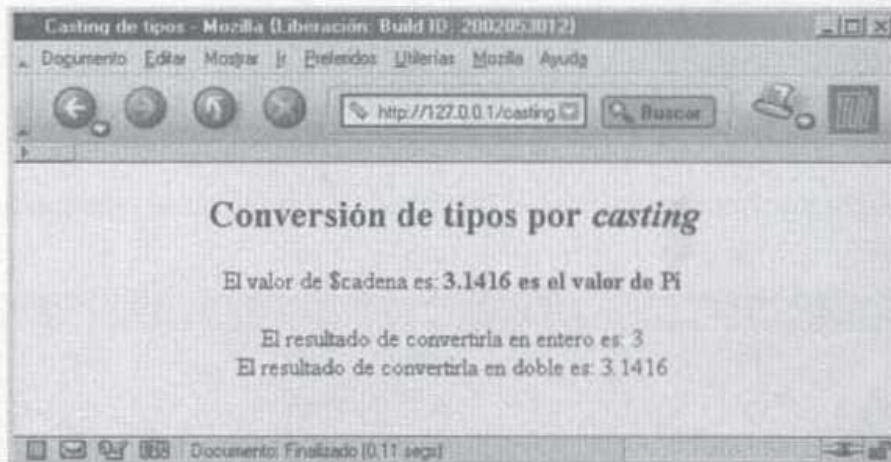 Casting de tipos - Mozilla {Liberación: Build ID: 2002053012}
Documento Editar Mostrar Ir Preferidos Utilerías Mozilla Ayuda
http://127.0.0.1/casting Buscar
Conversión de tipos por casting
El valor de $cadena es: 3.1416 es el valor de Pi
El resultado de convertirla en entero es: 3
El resultado de convertirla en doble es: 3.1416
Documento: Finalizado (0,11 segs)